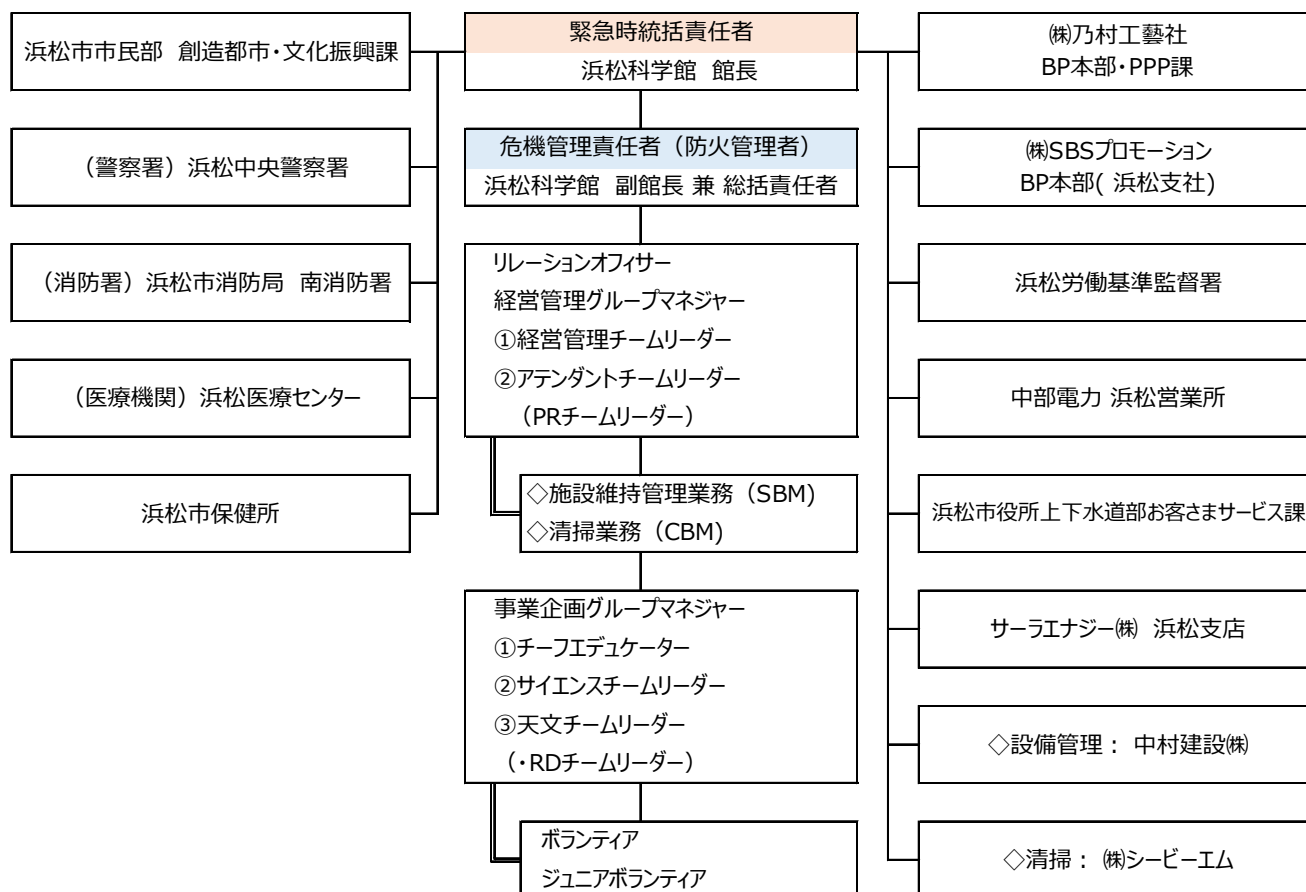 浜松市市民部 創造都市・文化振興課
(警察署) 浜松中央警察署
(消防署) 浜松市消防局 南消防署
(医療機関) 浜松医療センター
浜松市保健所
緊急時統括責任者
浜松科学館 館長
危機管理責任者(防火管理者)
浜松科学館 副館長 兼 総括責任者
リレーションオフィサー
経営管理グループマネジャー
①経営管理チームリーダー
②アテンダントチームリーダー
(PRチームリーダー)
◇施設維持管理業務(SBM)
◇清掃業務(CBM)
事業企画グループマネジャー
①チーフエデュケーター
②サイエンスチームリーダー
③天文チームリーダー
(・RDチームリーダー)
ボランティア
ジュニアボランティア
㈱乃村工藝社
BP本部・PPP課
㈱SBSプロモーション
BP本部( 浜松支社)
浜松労働基準監督署
中部電力 浜松営業所
浜松市役所上下水道部お客さまサービス課
サーラエナジー㈱ 浜松支店
◇設備管理: 中村建設㈱
◇清掃: ㈱シービーエム